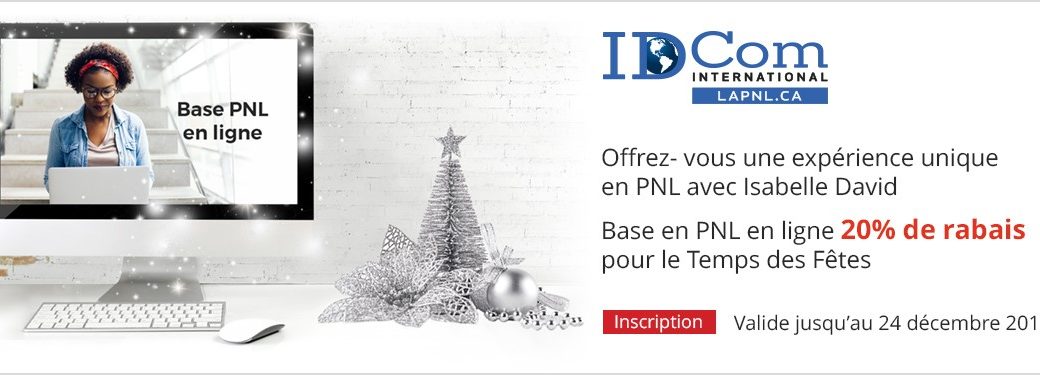 Base PNL
en ligne
IDCom
INTERNATIONAL
LAPNL.CA
Offrez- vous une expérience unique
en PNL avec Isabelle David
Base en PNL en ligne 20% de rabais
pour le Temps des Fêtes
Inscription Valide jusqu’au 24 décembre 201